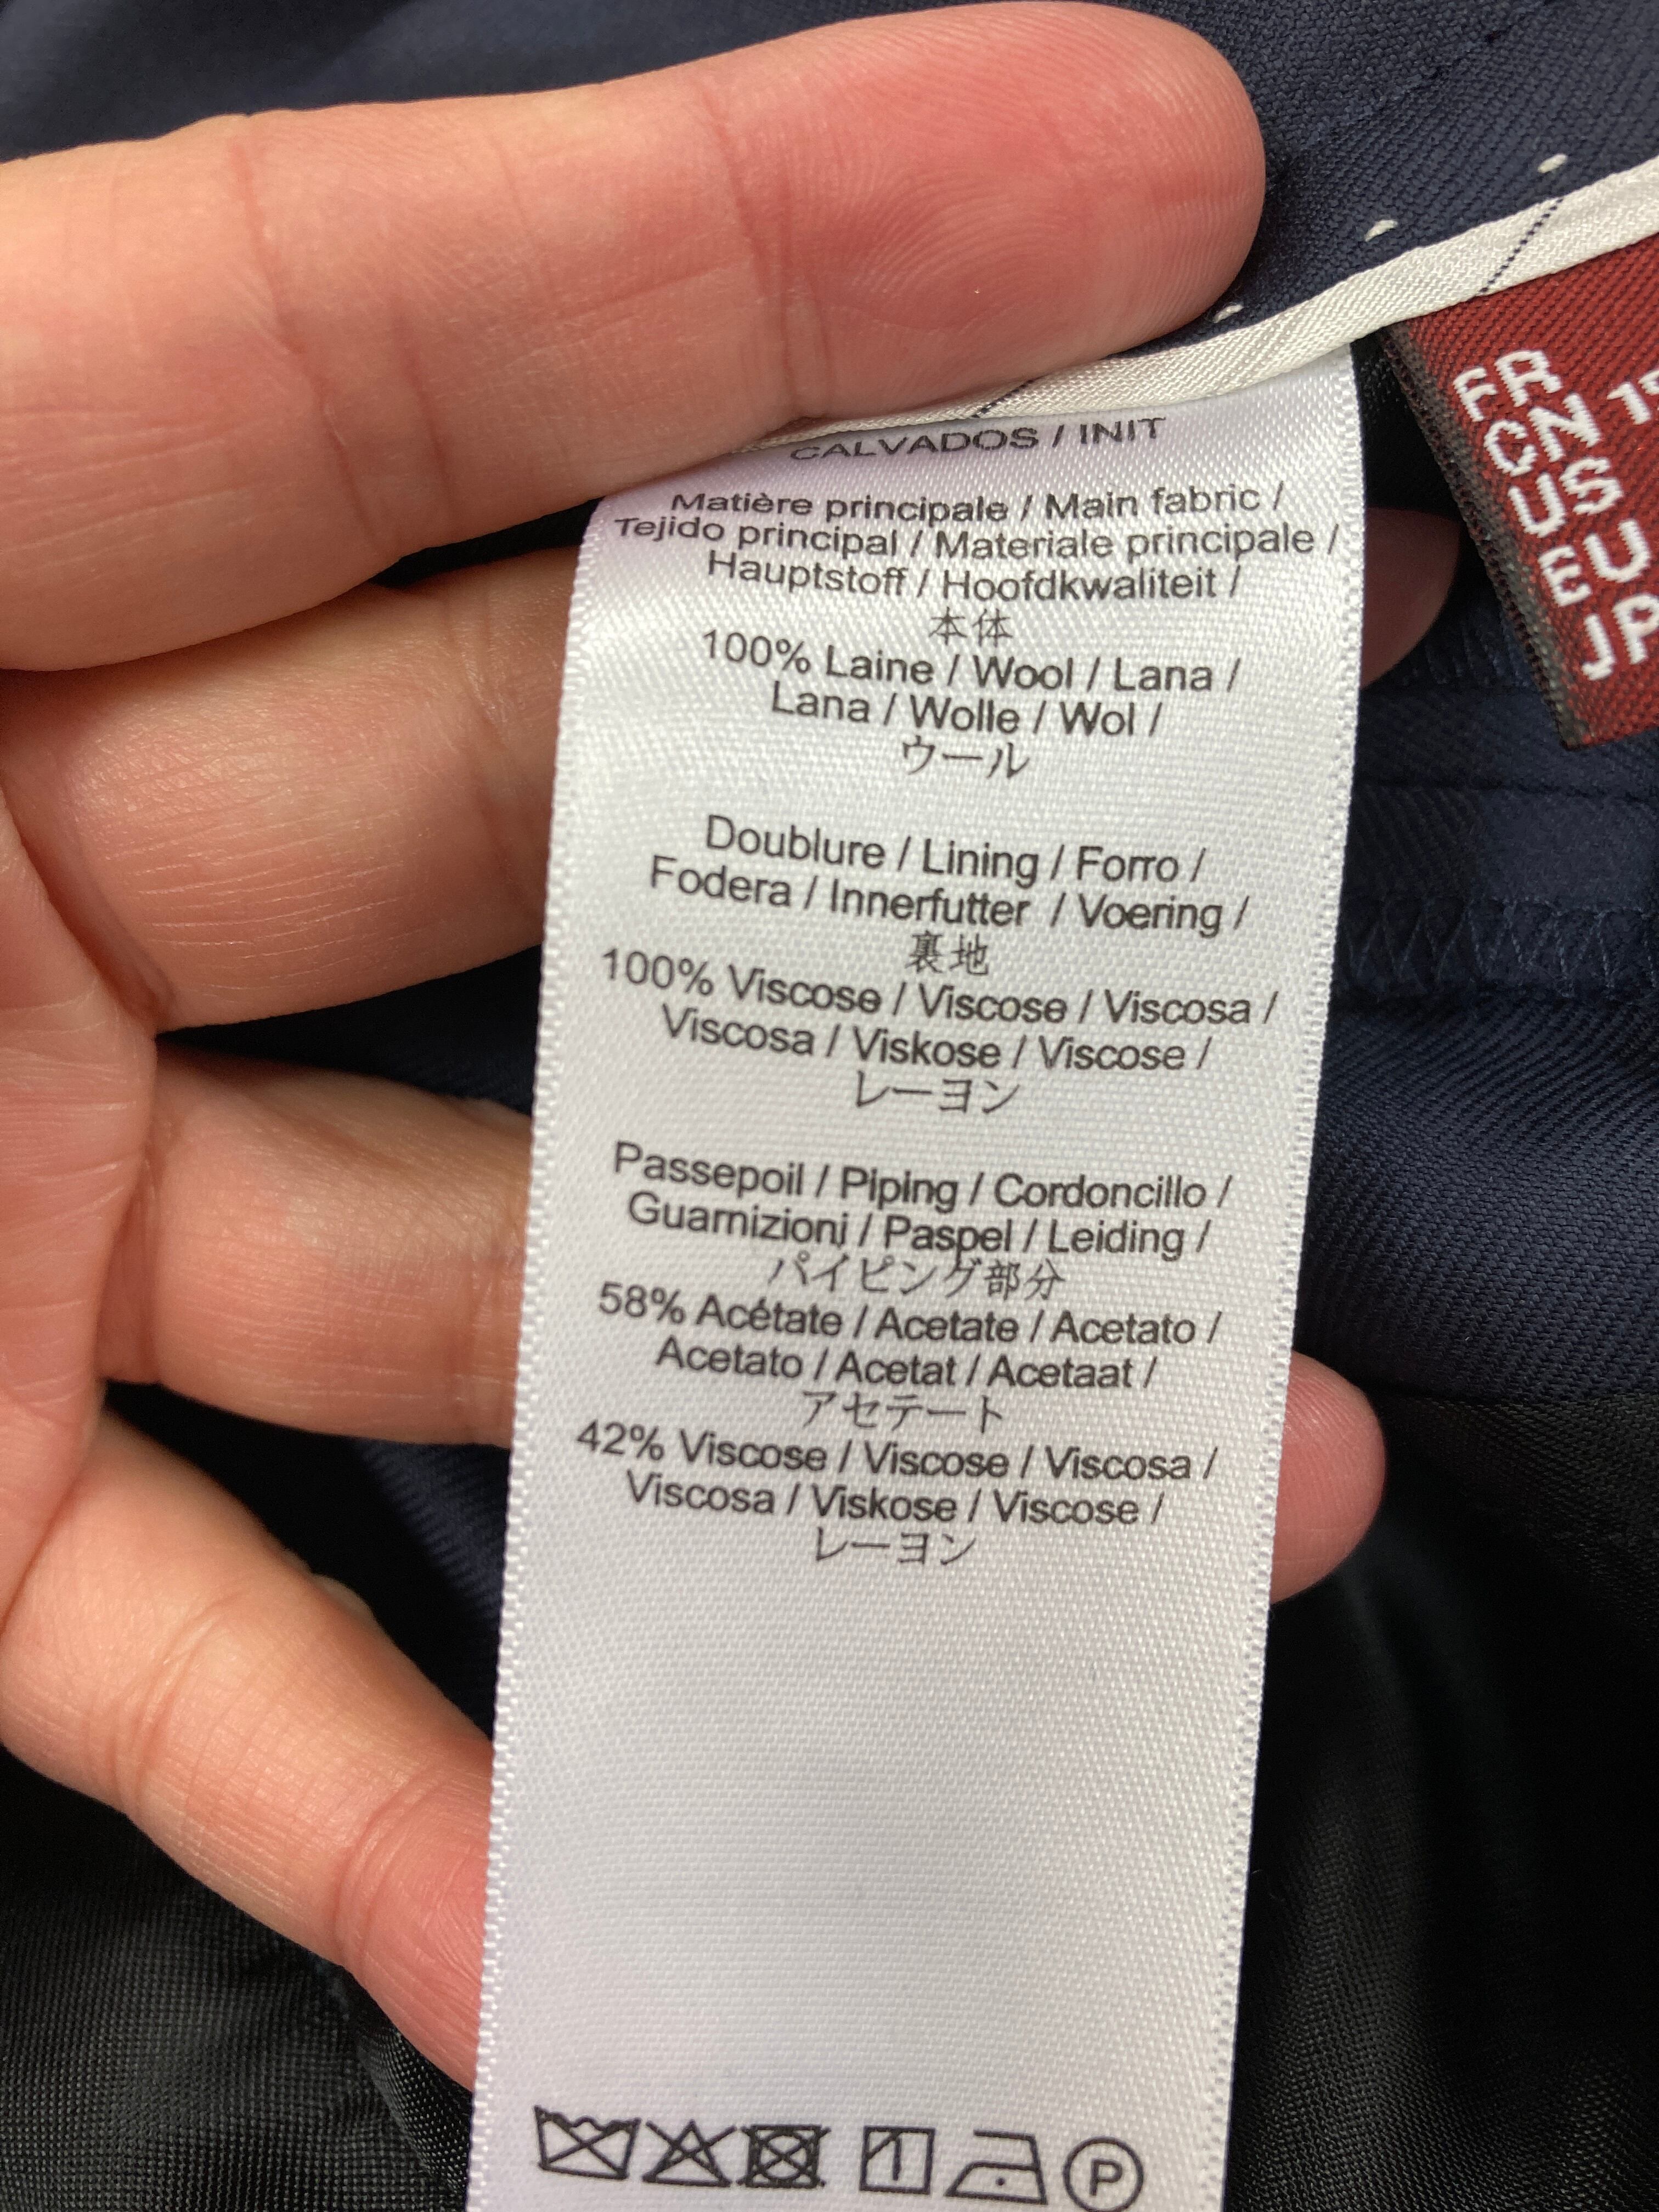 CALVADOS / INIT
Matière principale / Main fabric /
Tejido principal / Materiale principale /
Hauptstoff / Hoofdkwaliteit /
本体
100% Laine / Wool / Lana /
Lana / Wolle / Wol /
ウール
Doublure / Lining / Forro /
Fodera / Innerfutter / Voering /
裏地
100% Viscose / Viscose / Viscosa /
Viscosa / Viskose / Viscose /
レーヨン
Passepoil / Piping / Cordoncillo /
Guarnizioni / Paspel / Leiding /
パイピング部分
58% Acétate / Acetate / Acetato /
Acetato / Acetat / Acetaat /
アセテート
42% Viscose / Viscose / Viscosa /
Viscosa / Viskose / Viscose /
レーヨン
P
FR
CN
US
EU
JP